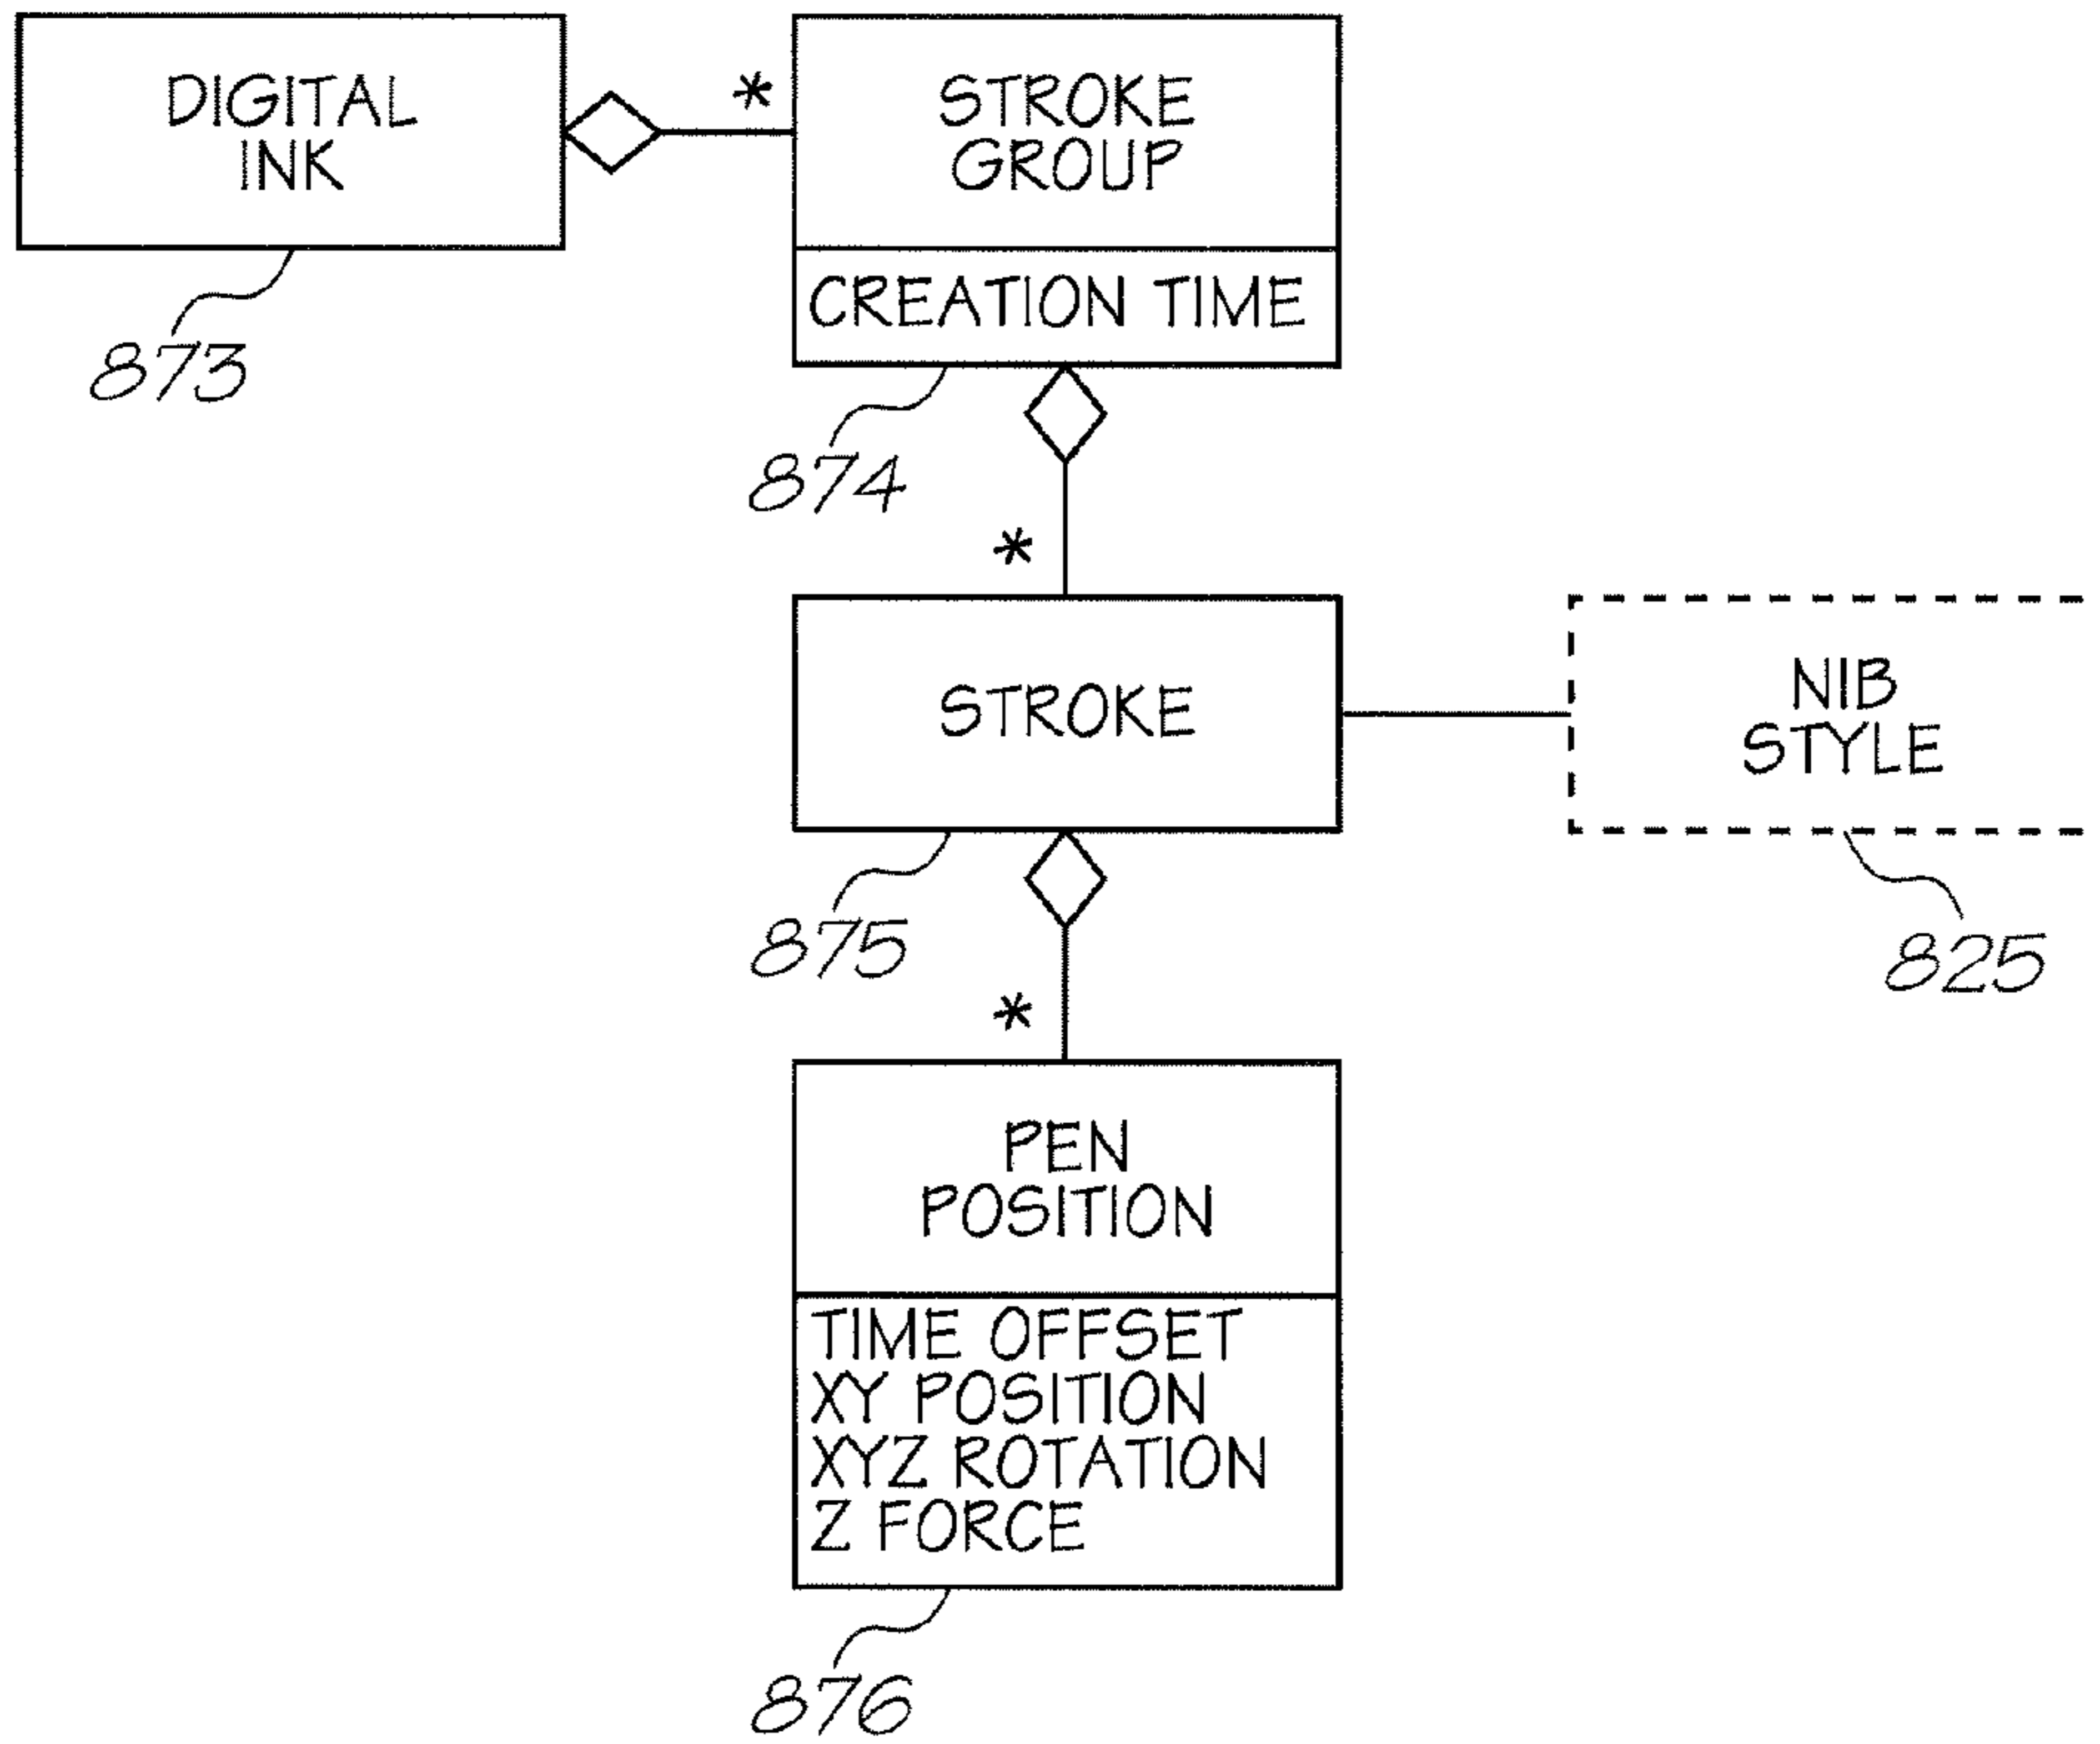 DIGITAL
INK
*
STROKE
GROUP
CREATION TIME
873
874
*
STROKE
NIB
STYLE
875
825
*
PEN
POSITION
TIME OFFSET
XY POSITION
XYZ ROTATION
Z FORCE
876